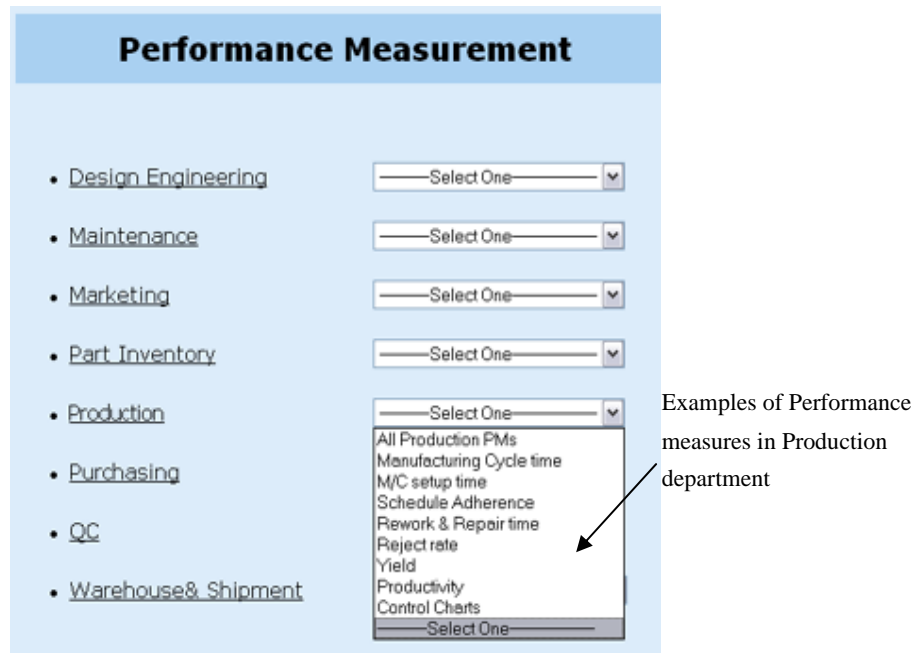 Performance Measurement
• Design Engineering ——Select One——
• Maintenance ——Select One——
• Marketing ——Select One——
• Part Inventory ——Select One——
• Production ——Select One——
All Production PMs
Manufacturing Cycle time
M/C setup time
Schedule Adherence
Rework & Repair time
Reject rate
Yield
Productivity
Control Charts
——Select One——
• Purchasing
• QC
• Warehouse& Shipment
Examples of Performance
measures in Production
department